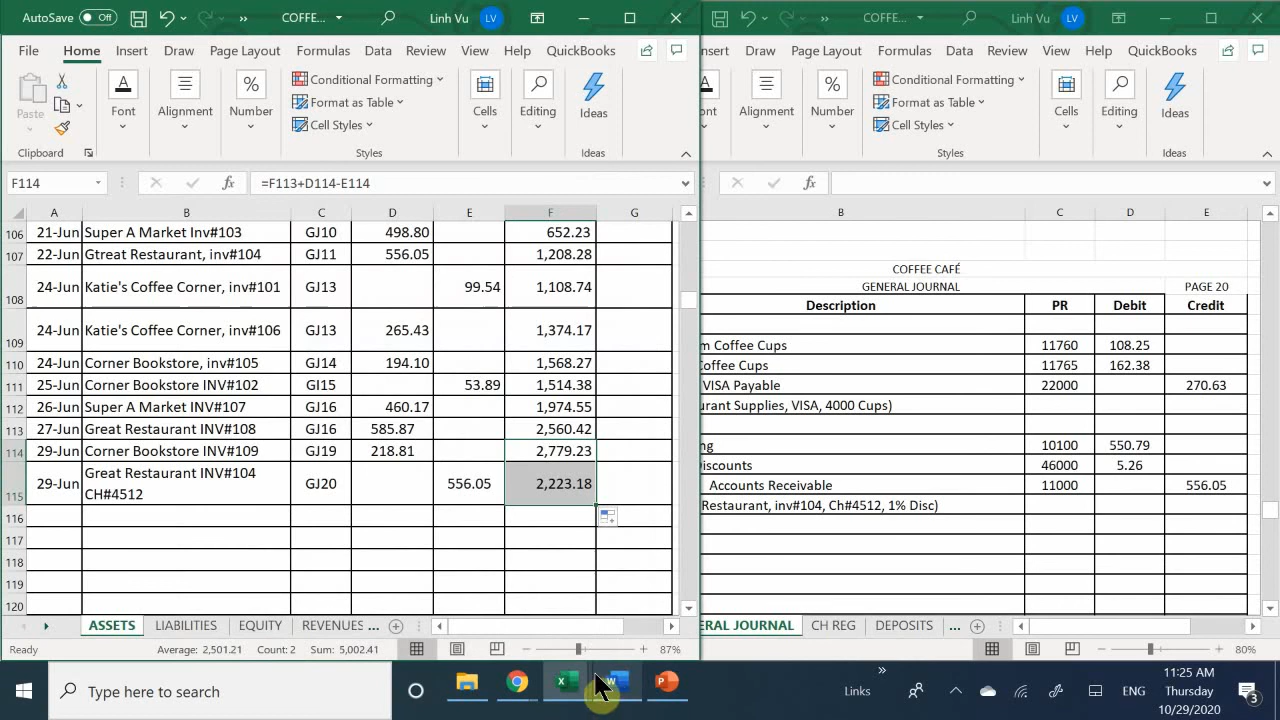 AutoSave Off COFFE... Linh Vu LV
File Home Insert Draw Page Layout Formulas Data Review View Help QuickBooks
Paste Font Alignment Number Conditional Formatting Format as Table Cell Styles Cells Editing Ideas
Clipboard Styles Ideas
F114 fx =F113+D114-E114
A B C D E F G
106 21-Jun Super A Market Inv#103 GJ10 498.80 652.23
107 22-Jun Gtreat Restaurant, inv#104 GJ11 556.05 1,208.28
108 24-Jun Katie's Coffee Corner, inv#101 GJ13 99.54 1,108.74
109 24-Jun Katie's Coffee Corner, inv#106 GJ13 265.43 1,374.17
110 24-Jun Corner Bookstore, inv#105 GJ14 194.10 1,568.27
111 25-Jun Corner Bookstore INV#102 GI15 53.89 1,514.38
112 26-Jun Super A Market INV#107 GJ16 460.17 1,974.55
113 27-Jun Great Restaurant INV#108 GJ16 585.87 2,560.42
114 29-Jun Corner Bookstore INV#109 GJ19 218.81 2,779.23
115 29-Jun Great Restaurant INV#104 GJ20 556.05 2,223.18
CH#4512
116
117
118
119
120
ASSETS LIABILITIES EQUITY REVENUES ...
Ready Average: 2,501.21 Count: 2 Sum: 5,002.41 87%
COFFE... Linh Vu LV
nsert Draw Page Layout Formulas Data Review View Help QuickBooks
ont Alignment Number Conditional Formatting Format as Table Cell Styles Cells Editing Ideas
Styles Ideas
fx
B C D E
COFFEE CAFÉ
GENERAL JOURNAL PAGE 20
Description PR Debit Credit
m Coffee Cups 11760 108.25
Coffee Cups 11765 162.38
VISA Payable 22000 270.63
urant Supplies, VISA, 4000 Cups)
ng 10100 550.79
Discounts 46000 5.26
Accounts Receivable 11000 556.05
Restaurant, inv#104, Ch#4512, 1% Disc)
ERAL JOURNAL CH REG DEPOSITS ...
80%
Type here to search
Links ENG 11:25 AM
Thursday
10/29/2020 3